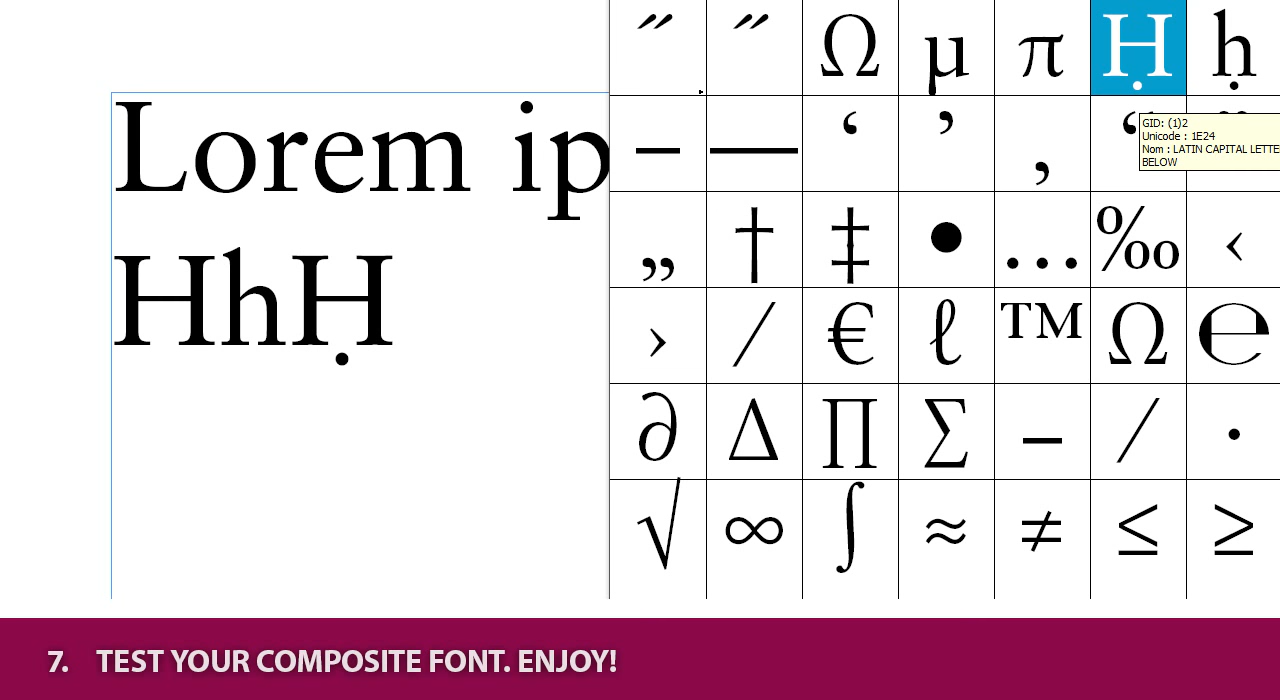 Lorem ip
HhḤ
˝ ˝ Ω µ π Ḥ ḥ
– — ‘ ’ ‚
GID: (1)2
Unicode : 1E24
Nom : LATIN CAPITAL LETTE
BELOW
„ † ‡ • … ‰ ‹
› ⁄ € ℓ ™ Ω ℮
∂ ∆ ∏ ∑ − ∕ ∙
√ ∞ ∫ ≈ ≠ ≤ ≥
7. TEST YOUR COMPOSITE FONT. ENJOY!